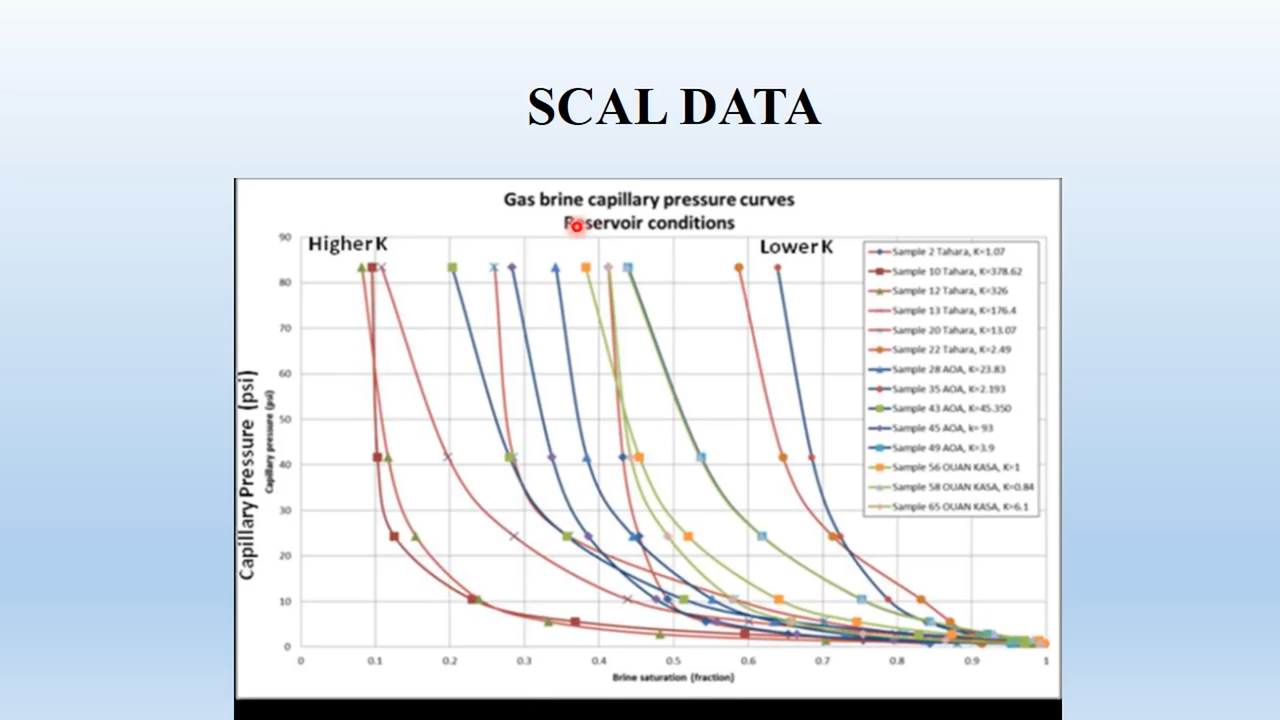 SCAL DATA
Gas brine capillary pressure curves
Reservoir conditions
Higher K
Lower K
Capillary Pressure (psi)
Capillary pressure (psi)
90
80
70
60
50
40
30
20
10
0
0 0.1 0.2 0.3 0.4 0.5 0.6 0.7 0.8 0.9 1
Brine saturation (fraction)
Sample 2 Tahara, K=1.07
Sample 10 Tahara, K=378.62
Sample 12 Tahara, K=326
Sample 13 Tahara, K=176.4
Sample 20 Tahara, K=13.07
Sample 22 Tahara, K=2.49
Sample 28 AOA, K=23.83
Sample 35 AOA, K=2.193
Sample 43 AOA, K=45.350
Sample 45 AOA, k= 93
Sample 49 AOA, K=3.9
Sample 56 OUAN KASA, K=1
Sample 58 OUAN KASA, K=0.84
Sample 65 OUAN KASA, K=6.1